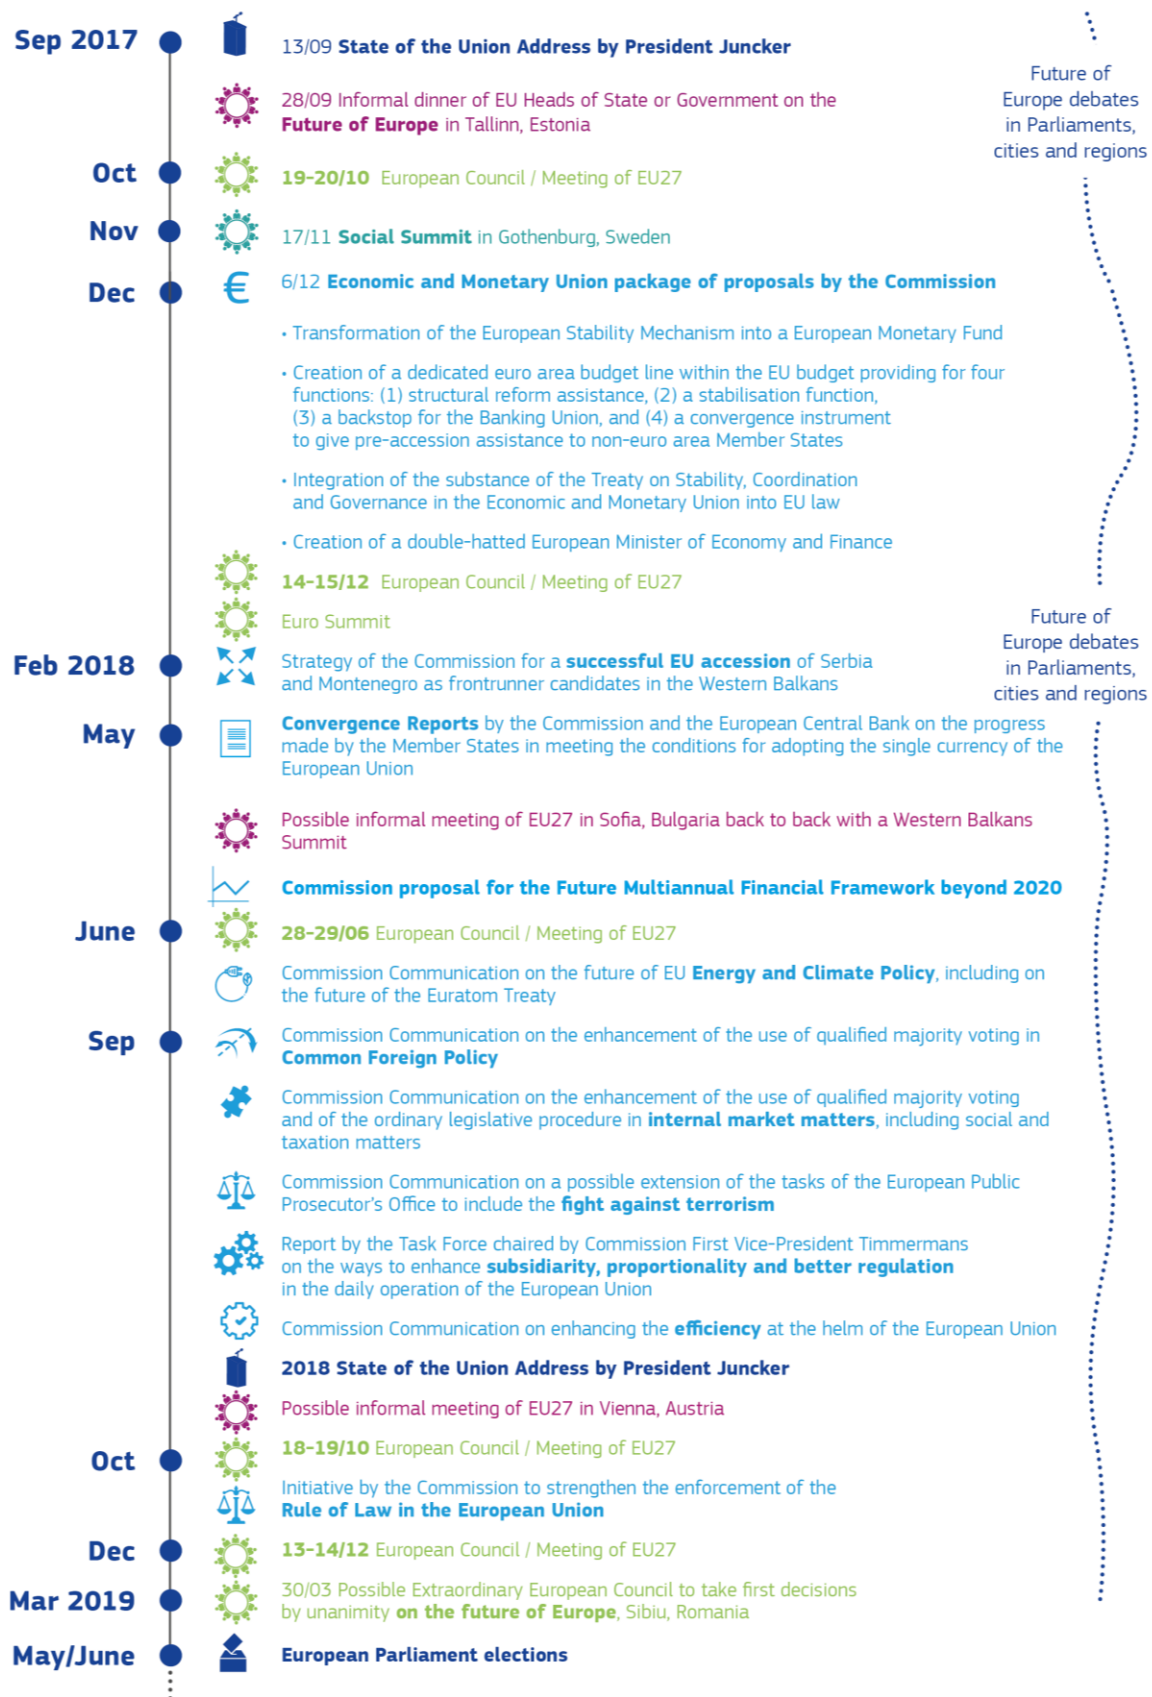 Sep 2017
13/09 State of the Union Address by President Juncker
28/09 Informal dinner of EU Heads of State or Government on the
Future of Europe in Tallinn, Estonia
Future of
Europe debates
in Parliaments,
cities and regions
Oct
19-20/10 European Council / Meeting of EU27
Nov
17/11 Social Summit in Gothenburg, Sweden
Dec
€
6/12 Economic and Monetary Union package of proposals by the Commission
• Transformation of the European Stability Mechanism into a European Monetary Fund
• Creation of a dedicated euro area budget line within the EU budget providing for four
functions: (1) structural reform assistance, (2) a stabilisation function,
(3) a backstop for the Banking Union, and (4) a convergence instrument
to give pre-accession assistance to non-euro area Member States
• Integration of the substance of the Treaty on Stability, Coordination
and Governance in the Economic and Monetary Union into EU law
• Creation of a double-hatted European Minister of Economy and Finance
14-15/12 European Council / Meeting of EU27
Euro Summit
Future of
Europe debates
in Parliaments,
cities and regions
Feb 2018
Strategy of the Commission for a successful EU accession of Serbia
and Montenegro as frontrunner candidates in the Western Balkans
May
Convergence Reports by the Commission and the European Central Bank on the progress
made by the Member States in meeting the conditions for adopting the single currency of the
European Union
Possible informal meeting of EU27 in Sofia, Bulgaria back to back with a Western Balkans
Summit
Commission proposal for the Future Multiannual Financial Framework beyond 2020
June
28-29/06 European Council / Meeting of EU27
Commission Communication on the future of EU Energy and Climate Policy, including on
the future of the Euratom Treaty
Sep
Commission Communication on the enhancement of the use of qualified majority voting in
Common Foreign Policy
Commission Communication on the enhancement of the use of qualified majority voting
and of the ordinary legislative procedure in internal market matters, including social and
taxation matters
Commission Communication on a possible extension of the tasks of the European Public
Prosecutor's Office to include the fight against terrorism
Report by the Task Force chaired by Commission First Vice-President Timmermans
on the ways to enhance subsidiarity, proportionality and better regulation
in the daily operation of the European Union
Commission Communication on enhancing the efficiency at the helm of the European Union
2018 State of the Union Address by President Juncker
Possible informal meeting of EU27 in Vienna, Austria
Oct
18-19/10 European Council / Meeting of EU27
Initiative by the Commission to strengthen the enforcement of the
Rule of Law in the European Union
Dec
13-14/12 European Council / Meeting of EU27
Mar 2019
30/03 Possible Extraordinary European Council to take first decisions
by unanimity on the future of Europe, Sibiu, Romania
May/June
European Parliament elections